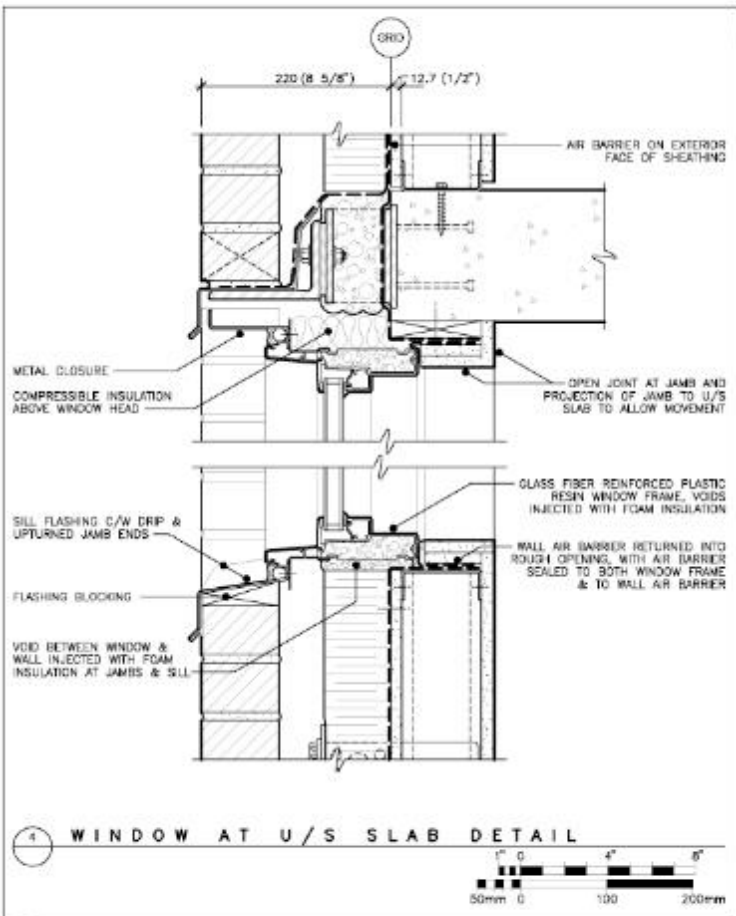 GRID
220 (8 5/8")
12.7 (1/2")
AIR BARRIER ON EXTERIOR
FACE OF SHEATHING
METAL CLOSURE
COMPRESSIBLE INSULATION
ABOVE WINDOW HEAD
OPEN JOINT AT JAMB AND
PROJECTION OF JAMB TO U/S
SLAB TO ALLOW MOVEMENT
GLASS FIBER REINFORCED PLASTIC
RESIN WINDOW FRAME, VOIDS
INJECTED WITH FOAM INSULATION
SILL FLASHING C/W DRIP &
UPTURNED JAMB ENDS
WALL AIR BARRIER RETURNED INTO
ROUGH OPENING, WITH AIR BARRIER
SEALED TO BOTH WINDOW FRAME
& TO WALL AIR BARRIER
FLASHING BLOCKING
VOID BETWEEN WINDOW &
WALL INJECTED WITH FOAM
INSULATION AT JAMBS & SILL
4 WINDOW AT U/S SLAB DETAIL
1" 0 4" 8"
50mm 0 100 200mm